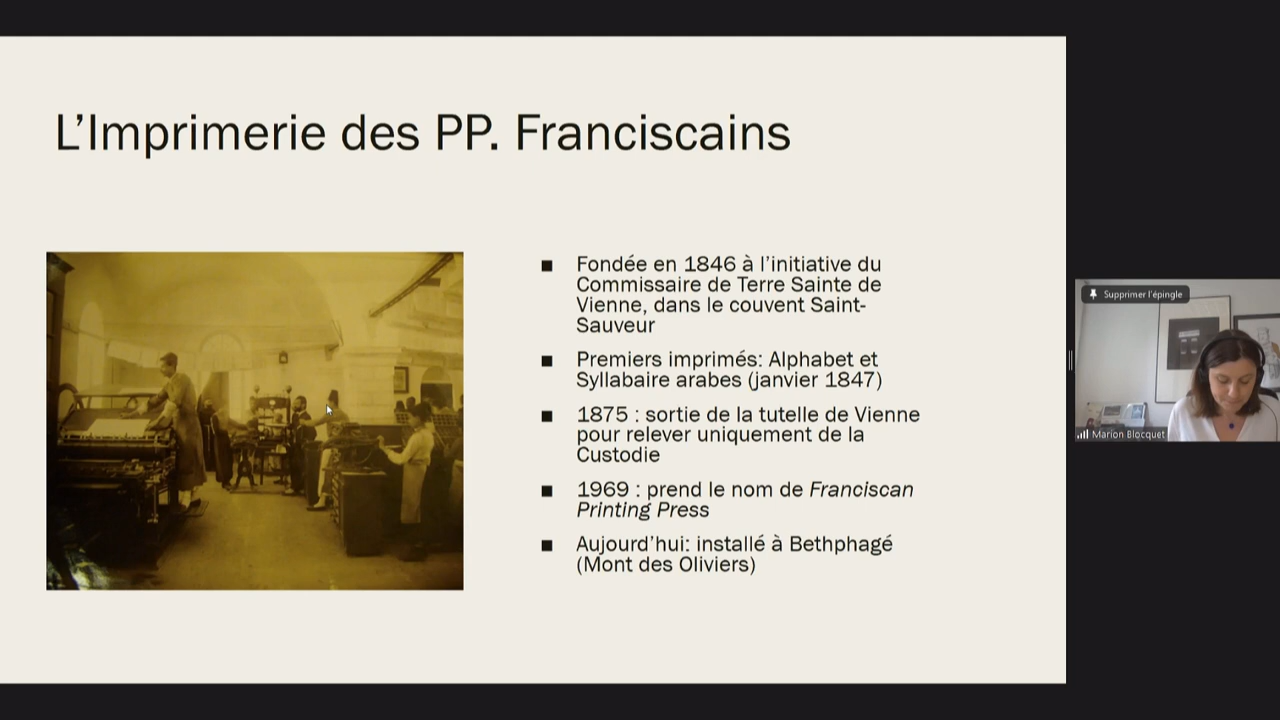 L’Imprimerie des PP. Franciscains
■ Fondée en 1846 à l’initiative du
Commissaire de Terre Sainte de
Vienne, dans le couvent Saint-
Sauveur
■ Premiers imprimés: Alphabet et
Syllabaire arabes (janvier 1847)
■ 1875 : sortie de la tutelle de Vienne
pour relever uniquement de la
Custodie
■ 1969 : prend le nom de Franciscan
Printing Press
■ Aujourd’hui: installé à Bethphagé
(Mont des Oliviers)
Supprimer l'épingle
Marion Blocquet